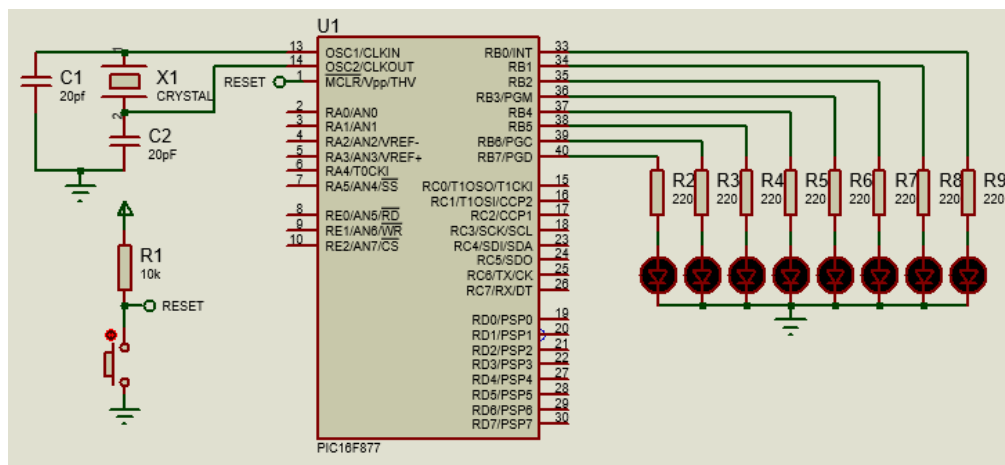 U1
C1
20pf
1
X1
CRYSTAL
2
C2
20pF
RESET
R1
10k
RESET
13 OSC1/CLKIN
14 OSC2/CLKOUT
1 MCLR/Vpp/THV
2 RA0/AN0
3 RA1/AN1
4 RA2/AN2/VREF-
5 RA3/AN3/VREF+
6 RA4/T0CKI
7 RA5/AN4/SS
8 RE0/AN5/RD
9 RE1/AN6/WR
10 RE2/AN7/CS
RB0/INT 33
RB1 34
RB2 35
RB3/PGM 36
RB4 37
RB5 38
RB6/PGC 39
RB7/PGD 40
RC0/T1OSO/T1CKI 15
RC1/T1OSI/CCP2 16
RC2/CCP1 17
RC3/SCK/SCL 18
RC4/SDI/SDA 23
RC5/SDO 24
RC6/TX/CK 25
RC7/RX/DT 26
RD0/PSP0 19
RD1/PSP1 20
RD2/PSP2 21
RD3/PSP3 22
RD4/PSP4 27
RD5/PSP5 28
RD6/PSP6 29
RD7/PSP7 30
PIC16F877
R2 R3 R4 R5 R6 R7 R8 R9
220 220 220 220 220 220 220 220